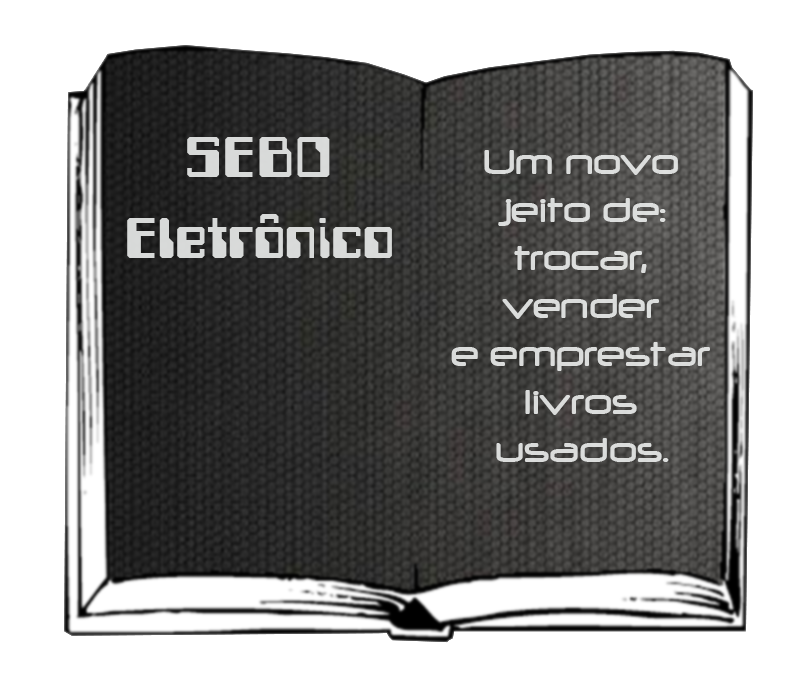 SEBO
Eletrônico
Um novo
jeito de:
trocar,
vender
e emprestar
livros
usados.